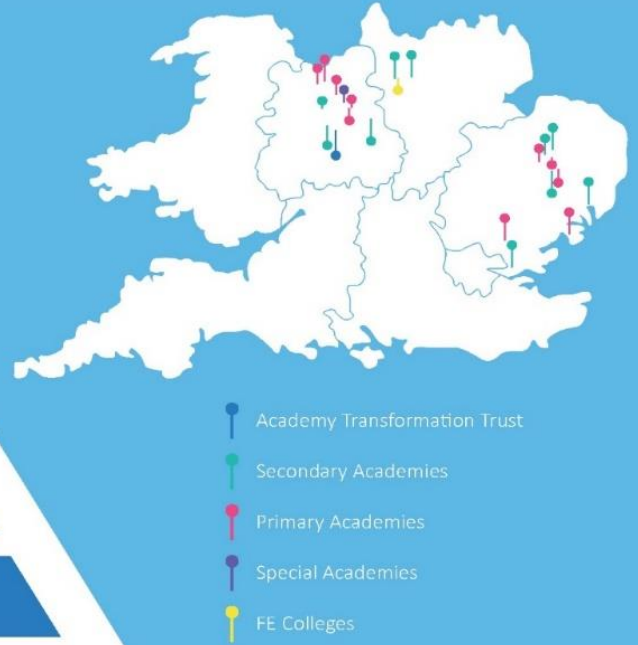 Academy Transformation Trust
Secondary Academies
Primary Academies
Special Academies
FE Colleges